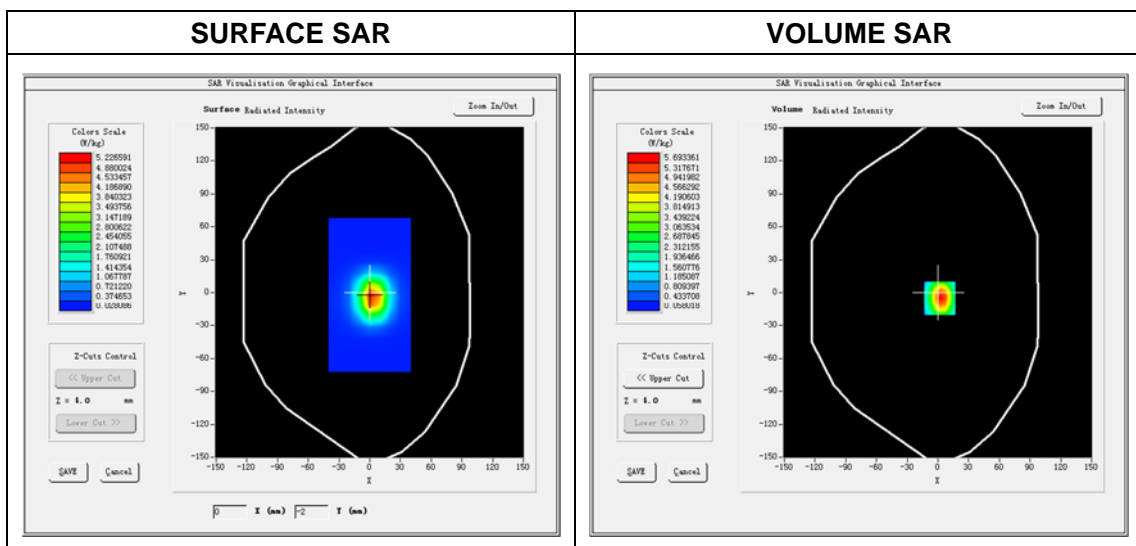 SURFACE SAR
VOLUME SAR
SAR Visualisation Graphical Interface
Surface Radiated Intensity
Zoom In/Out
Colors Scale
(W/kg)
5.226591
4.880024
4.533457
4.186890
3.840323
3.493756
3.147189
2.800622
2.454055
2.107488
1.760921
1.414354
1.067787
0.721220
0.374653
0.028086
150
120
90
60
30
0
-30
-60
-90
-120
-150
Y
-150 -120 -90 -60 -30 0 30 60 90 120 150
X
Z-Cuts Control
<< Upper Cut
Z = 4.0 mm
Lower Cut >>
SAVE Cancel
0 X (mm) -2 Y (mm)
SAR Visualisation Graphical Interface
Volume Radiated Intensity
Zoom In/Out
Colors Scale
(W/kg)
5.693361
5.317671
4.941982
4.566292
4.190603
3.814913
3.439224
3.063534
2.687845
2.312155
1.936466
1.560776
1.185087
0.809397
0.433708
0.058018
150
120
90
60
30
0
-30
-60
-90
-120
-150
Y
-150 -120 -90 -60 -30 0 30 60 90 120 150
X
Z-Cuts Control
<< Upper Cut
Z = 4.0 mm
Lower Cut >>
SAVE Cancel